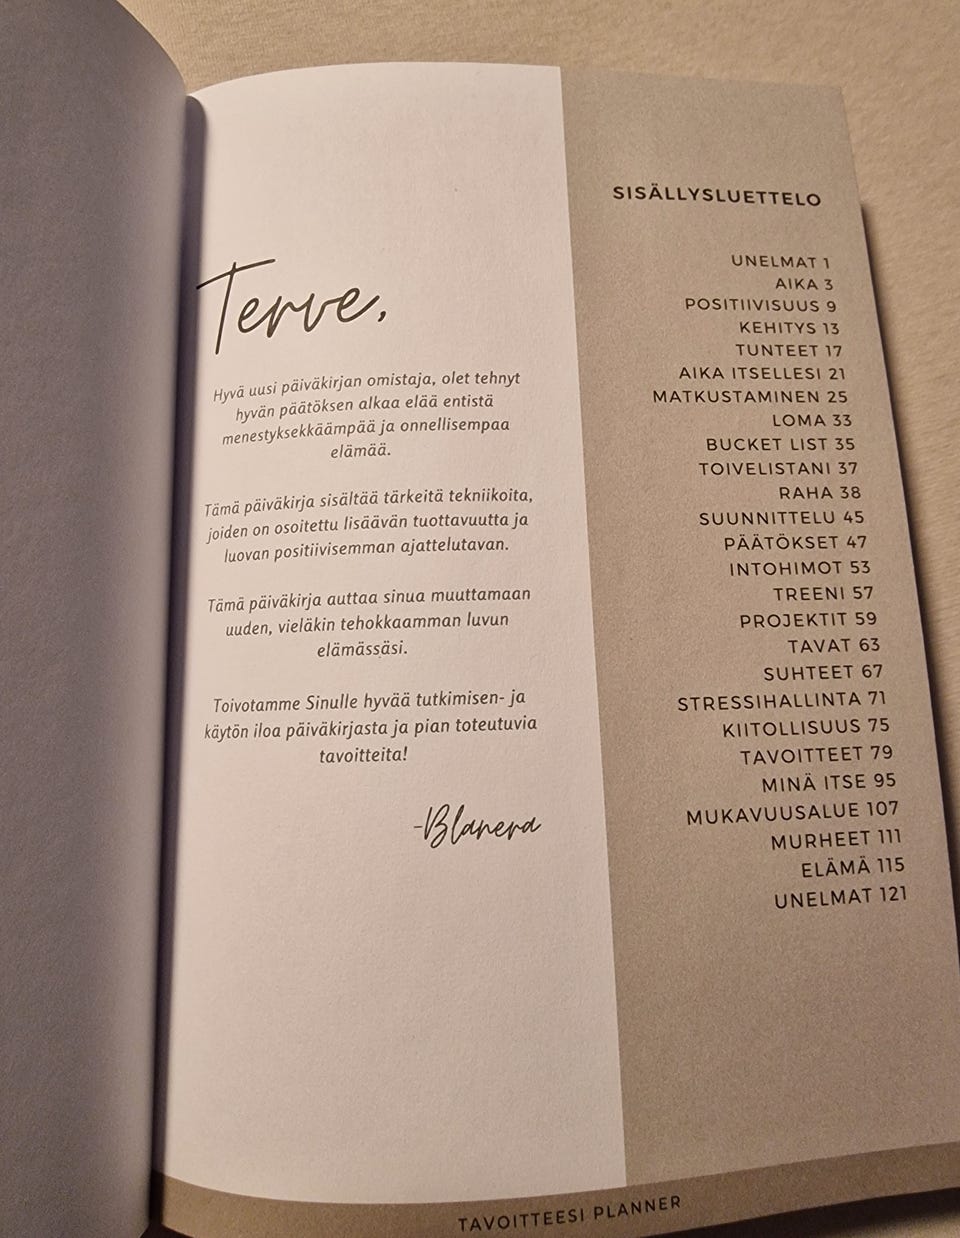 Terve,
Hyvä uusi päiväkirjan omistaja, olet tehnyt
hyvän päätöksen alkaa elää entistä
menestyksekkäämpää ja onnellisempaa
elämää.
Tämä päiväkirja sisältää tärkeitä tekniikoita,
joiden on osoitettu lisäävän tuottavuutta ja
luovan positiivisemman ajattelutavan.
Tämä päiväkirja auttaa sinua muuttamaan
uuden, vieläkin tehokkaamman luvun
elämässäsi.
Toivotamme Sinulle hyvää tutkimisen- ja
käytön iloa päiväkirjasta ja pian toteutuvia
tavoitteita!
-Blanera
SISÄLLYSLUETTELO
UNELMAT 1
AIKA 3
POSITIIVISUUS 9
KEHITYS 13
TUNTEET 17
AIKA ITSELLESI 21
MATKUSTAMINEN 25
LOMA 33
BUCKET LIST 35
TOIVELISTANI 37
RAHA 38
SUUNNITTELU 45
PÄÄTÖKSET 47
INTOHIMOT 53
TREENI 57
PROJEKTIT 59
TAVAT 63
SUHTEET 67
STRESSIHALLINTA 71
KIITOLLISUUS 75
TAVOITTEET 79
MINÄ ITSE 95
MUKAVUUSALUE 107
MURHEET 111
ELÄMÄ 115
UNELMAT 121
TAVOITTEESI PLANNER